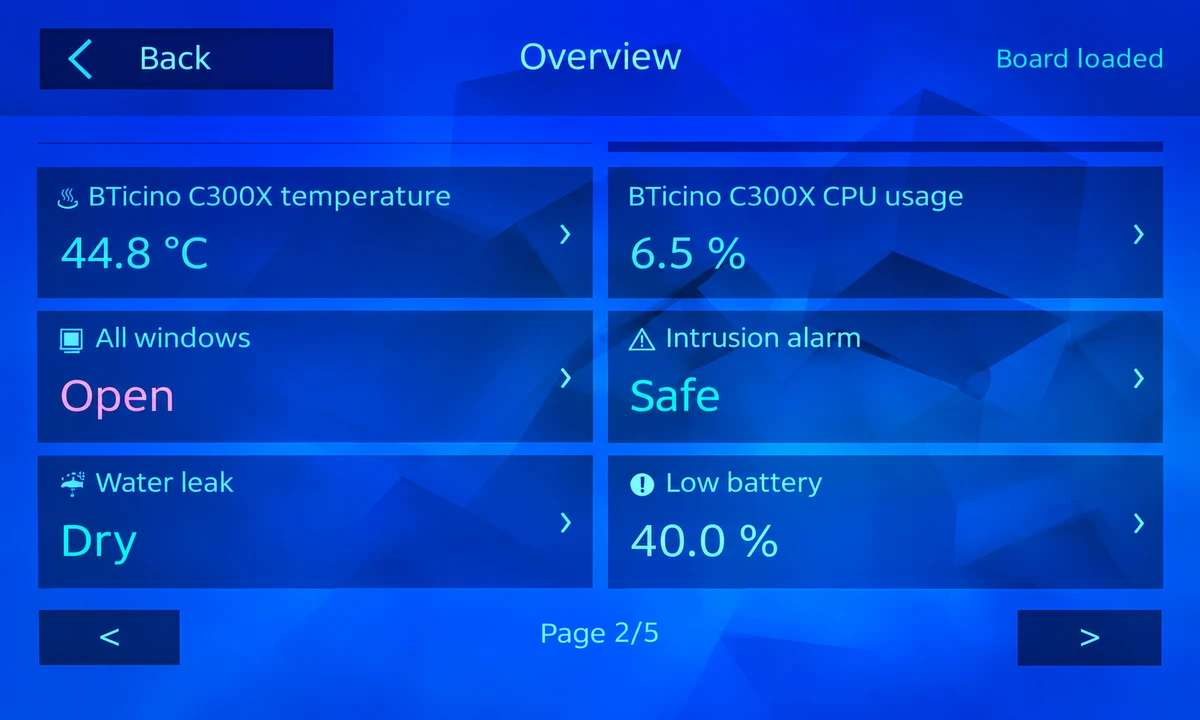 Back
Overview
Board loaded
BTicino C300X temperature
44.8 °C
BTicino C300X CPU usage
6.5 %
All windows
Open
Intrusion alarm
Safe
Water leak
Dry
Low battery
40.0 %
<
Page 2/5
>